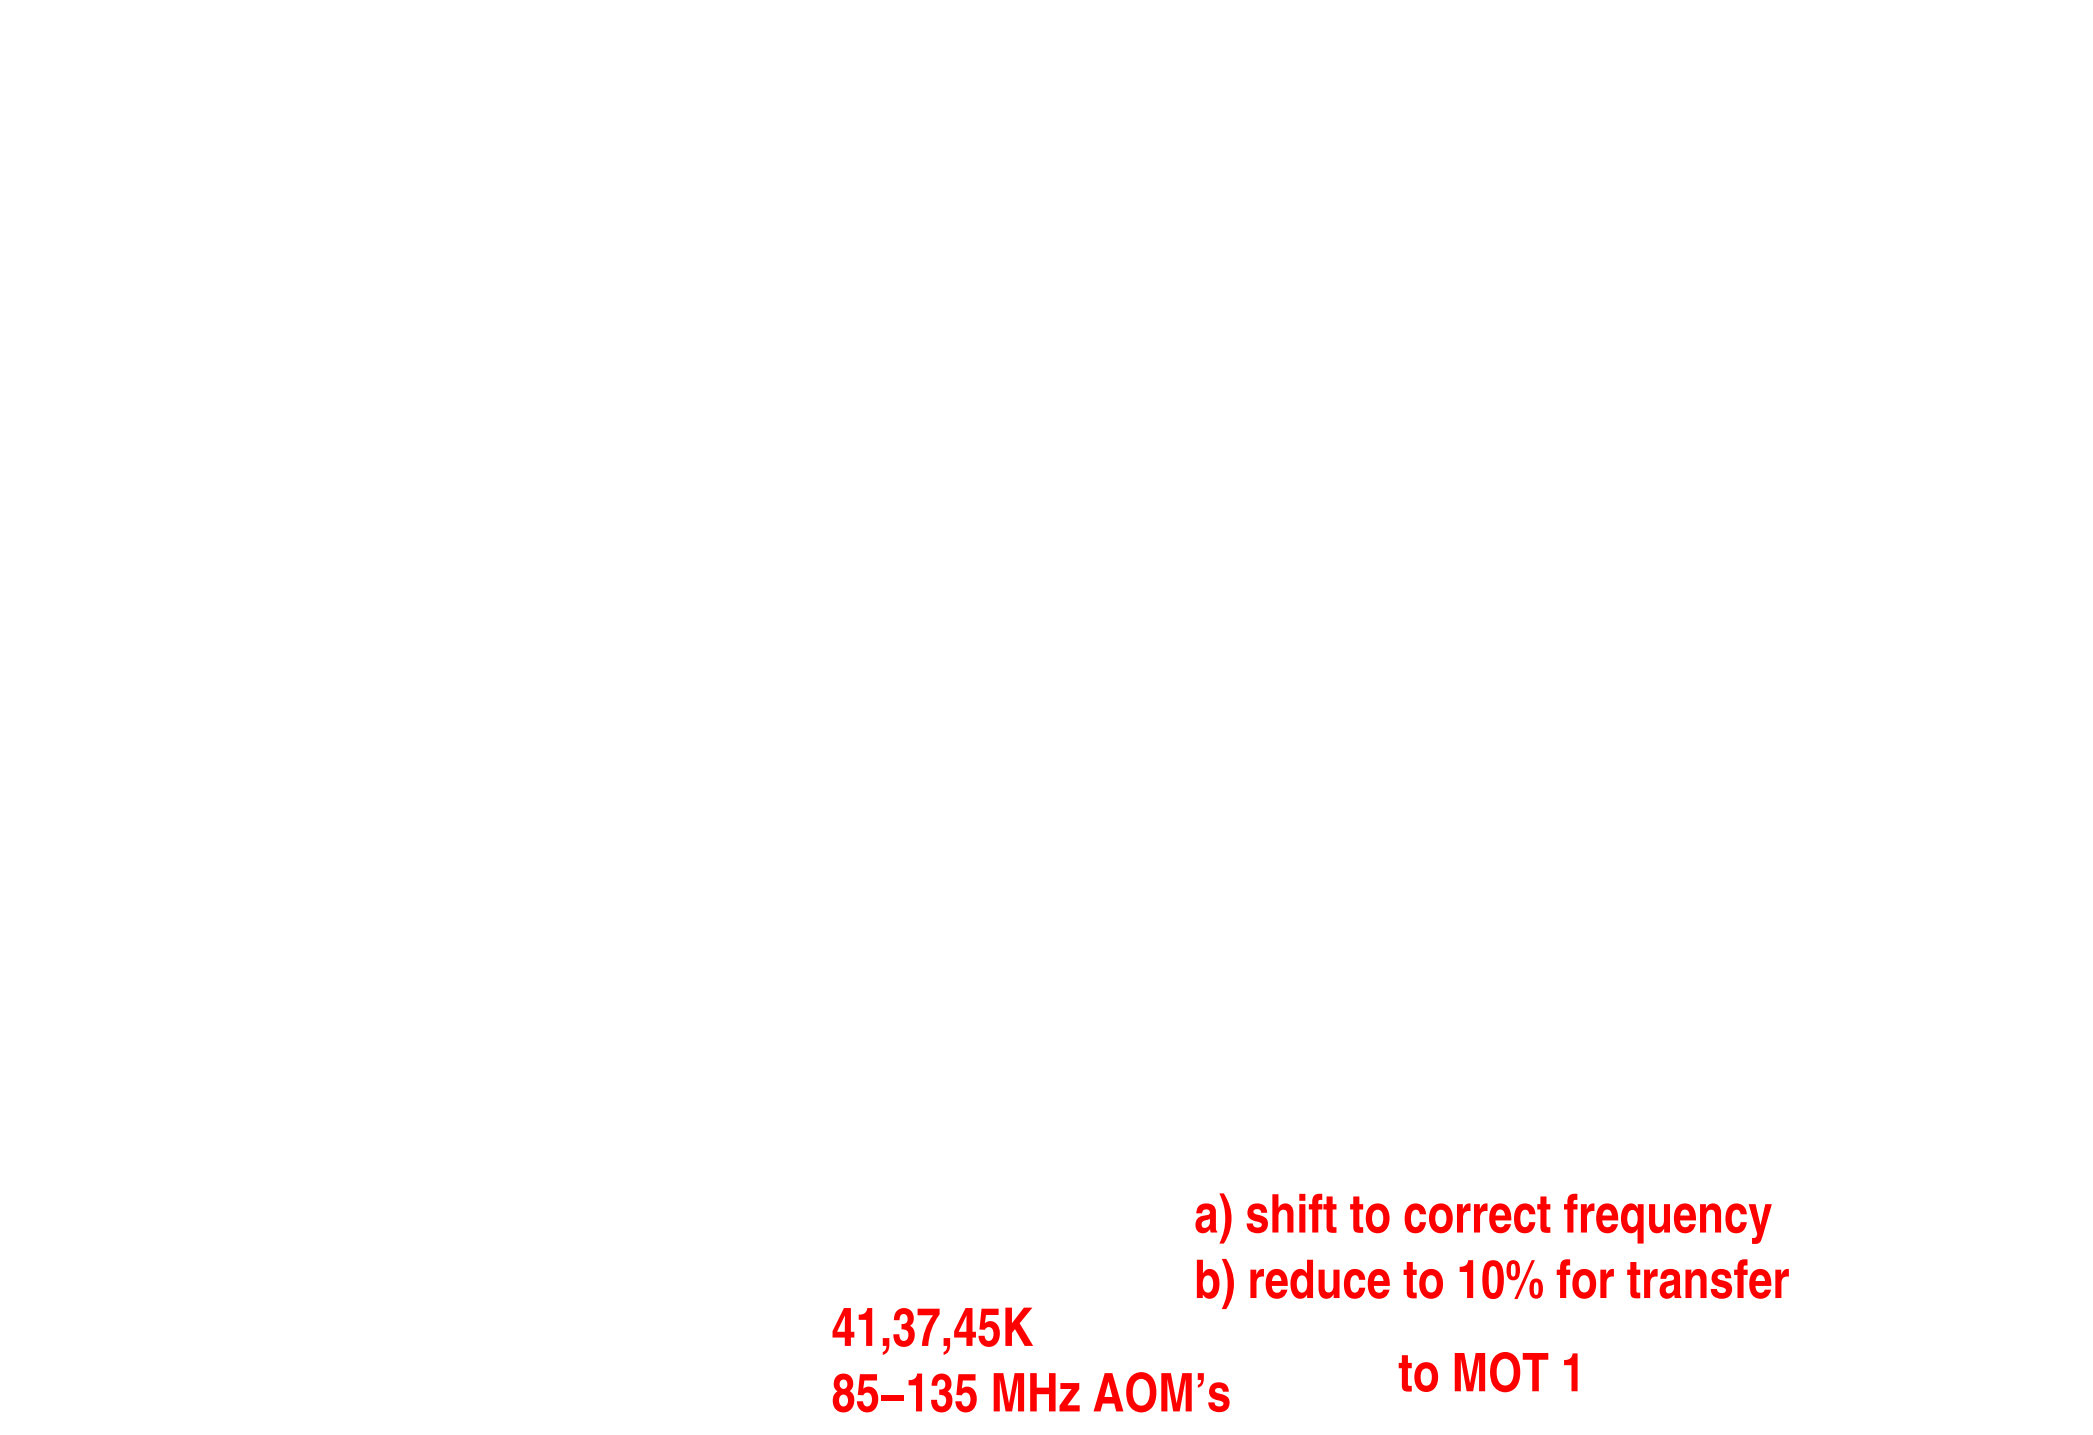 a) shift to correct frequency
b) reduce to 10% for transfer
41,37,45K
to MOT 1
85–135 MHz AOM’s